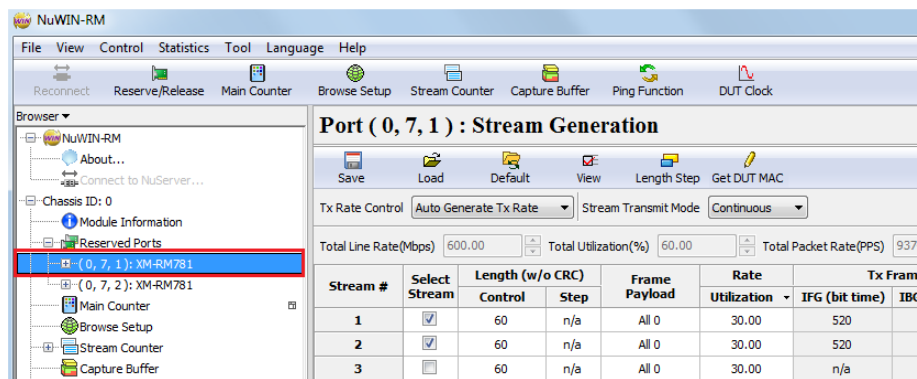 NuWIN-RM
File View Control Statistics Tool Language Help
Reconnect Reserve/Release Main Counter Browse Setup Stream Counter Capture Buffer Ping Function DUT Clock
Browser
NuWIN-RM
About...
Connect to NuServer...
Chassis ID: 0
Module Information
Reserved Ports
( 0, 7, 1): XM-RM781
( 0, 7, 2): XM-RM781
Main Counter
Browse Setup
Stream Counter
Capture Buffer
Port ( 0, 7, 1 ) : Stream Generation
Save Load Default View Length Step Get DUT MAC
Tx Rate Control Auto Generate Tx Rate Stream Transmit Mode Continuous
Total Line Rate(Mbps) 600.00 Total Utilization(%) 60.00 Total Packet Rate(PPS) 937
Stream # Select Stream Length (w/o CRC) Frame Payload Rate Tx Fram
Control Step Utilization IFG (bit time) IBG
1 60 n/a All 0 30.00 520
2 60 n/a All 0 30.00 520
3 60 n/a All 0 30.00 n/a